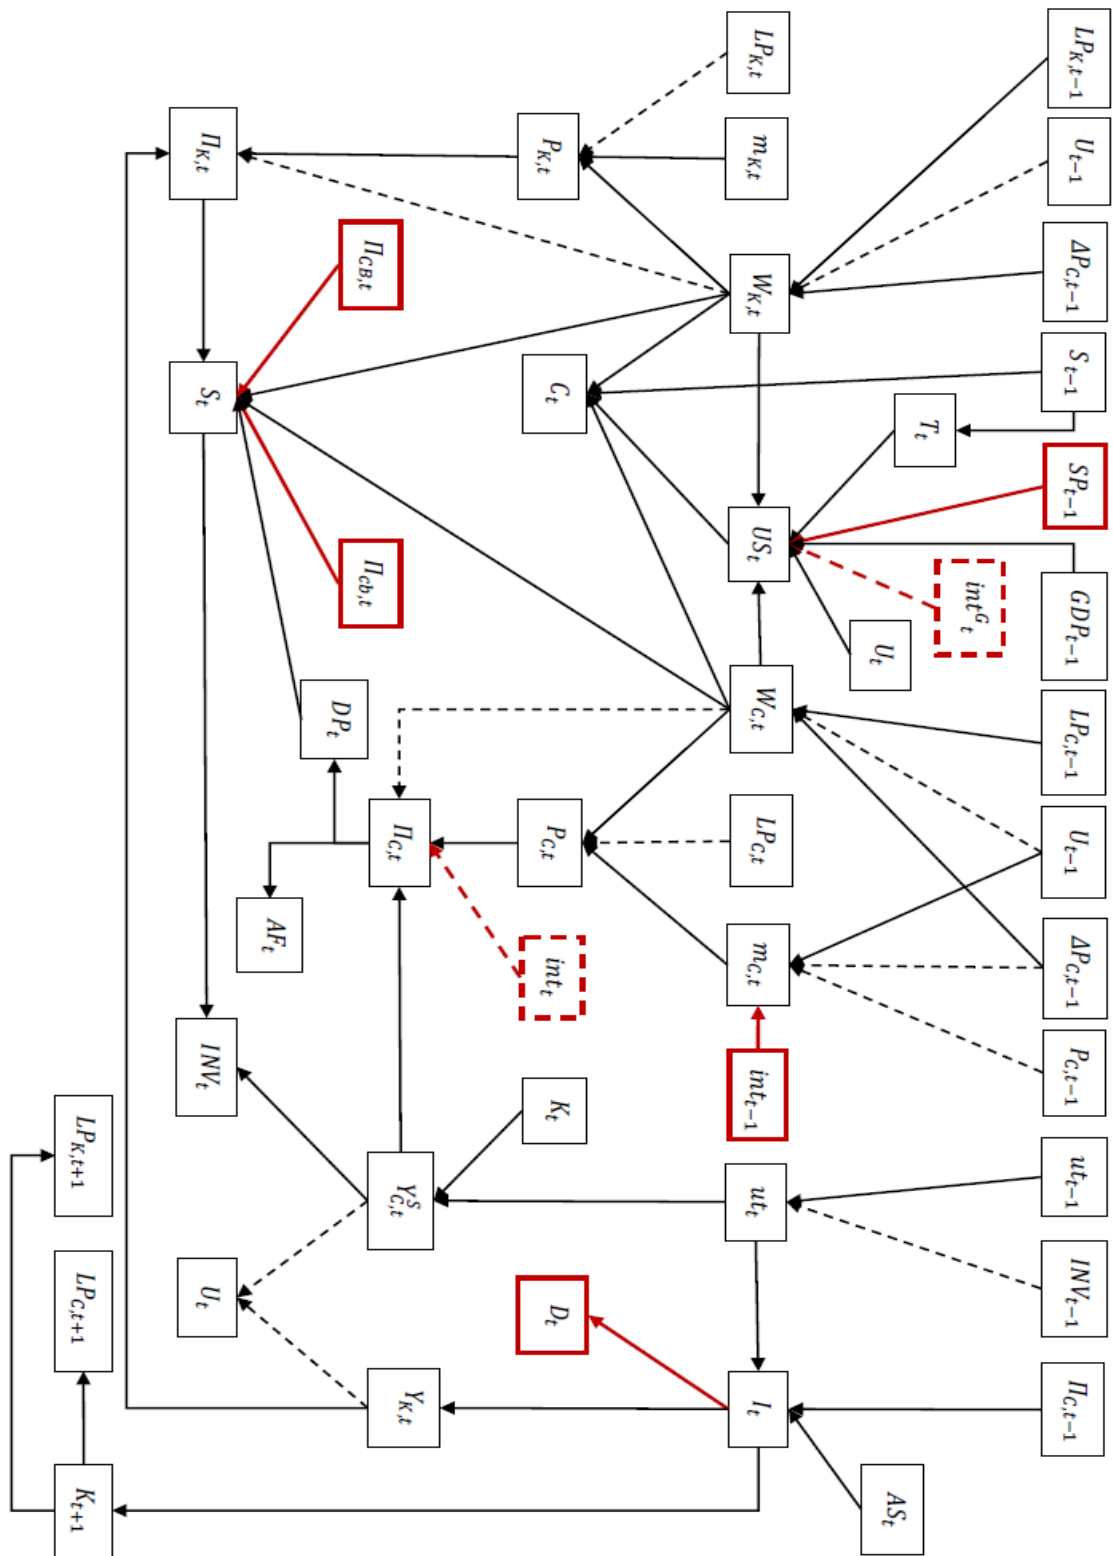 LP_{K,t−1}
U_{t−1}
ΔP_{C,t−1}
S_{t−1}
SP_{t−1}
GDP_{t−1}
LP_{C,t−1}
U_{t−1}
ΔP_{C,t−1}
P_{C,t−1}
ut_{t−1}
INV_{t−1}
Π_{C,t−1}
int^G_t
T_t
U_t
AS_t
LP_{K,t}
m_{K,t}
W_{K,t}
US_t
W_{C,t}
LP_{C,t}
m_{C,t}
int_{t−1}
ut_t
I_t
P_{K,t}
C_t
P_{C,t}
int_t
K_t
D_t
Π_{CB,t}
Π_{cb,t}
Π_{C,t}
Y^S_{C,t}
Y_{K,t}
DP_t
AF_t
Π_{K,t}
S_t
INV_t
U_t
LP_{K,t+1}
LP_{C,t+1}
K_{t+1}